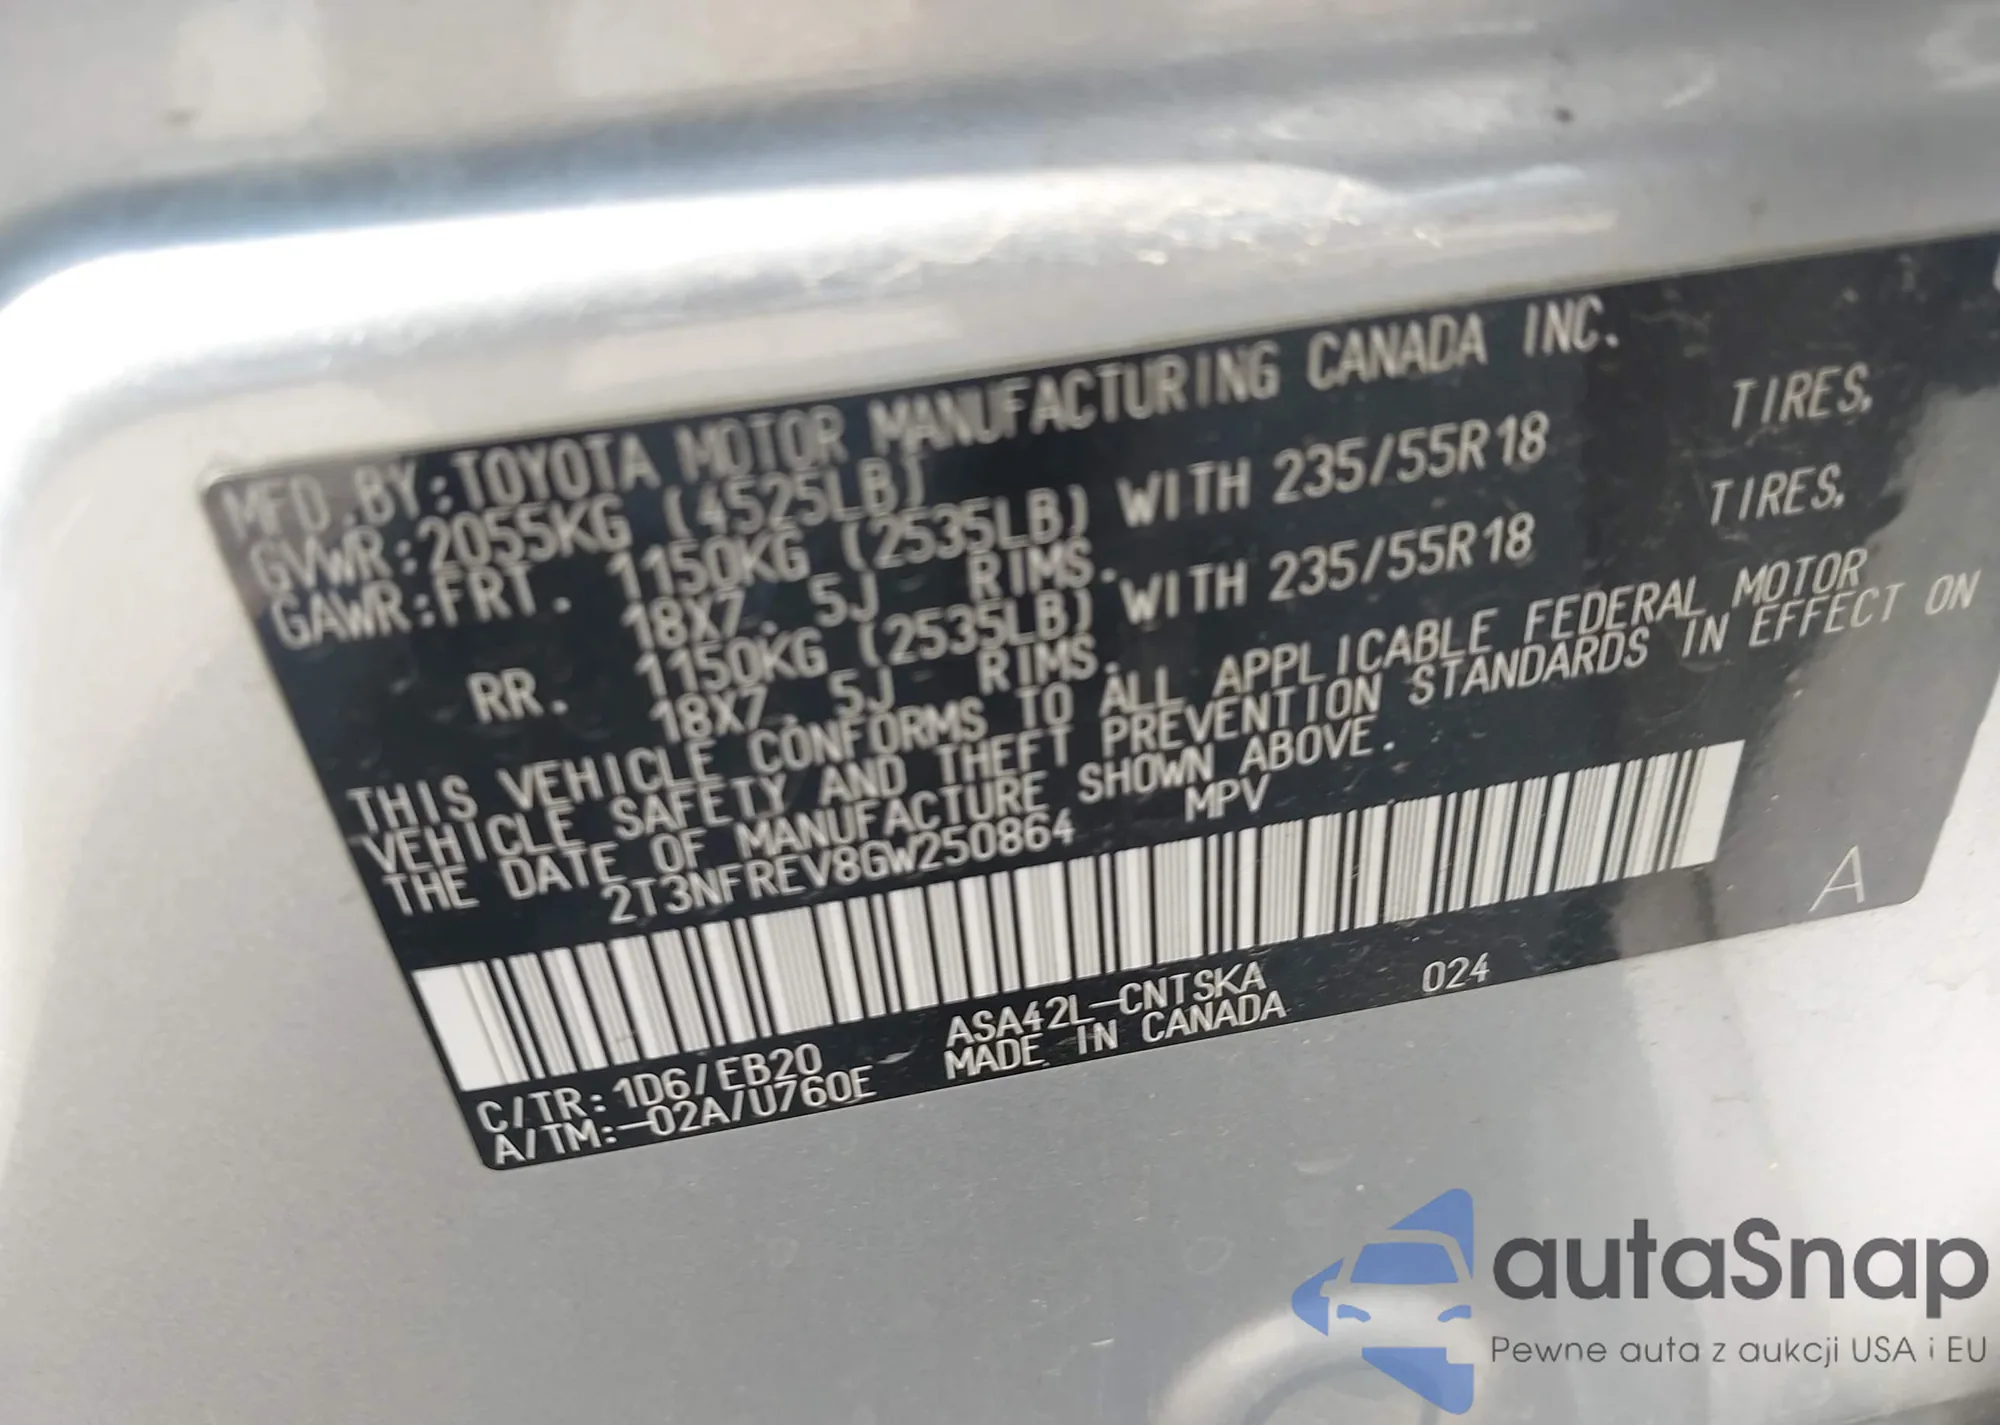 MFD.BY:TOYOTA MOTOR MANUFACTURING CANADA INC.
GVWR:2055KG (4525LB)
GAWR:FRT. 1150KG (2535LB) WITH 235/55R18 TIRES,
18X7. 5J RIMS.
RR. 1150KG (2535LB) WITH 235/55R18 TIRES,
18X7. 5J RIMS.
THIS VEHICLE CONFORMS TO ALL APPLICABLE FEDERAL MOTOR
VEHICLE SAFETY AND THEFT PREVENTION STANDARDS IN EFFECT ON
THE DATE OF MANUFACTURE SHOWN ABOVE.
2T3NFREV8GW250864 MPV
A
ASA42L-CNTSKA 024
C/TR: 1D6/EB20 MADE IN CANADA
A/TM:-02A/U760E
autaSnap
Pewne auta z aukcji USA i EU